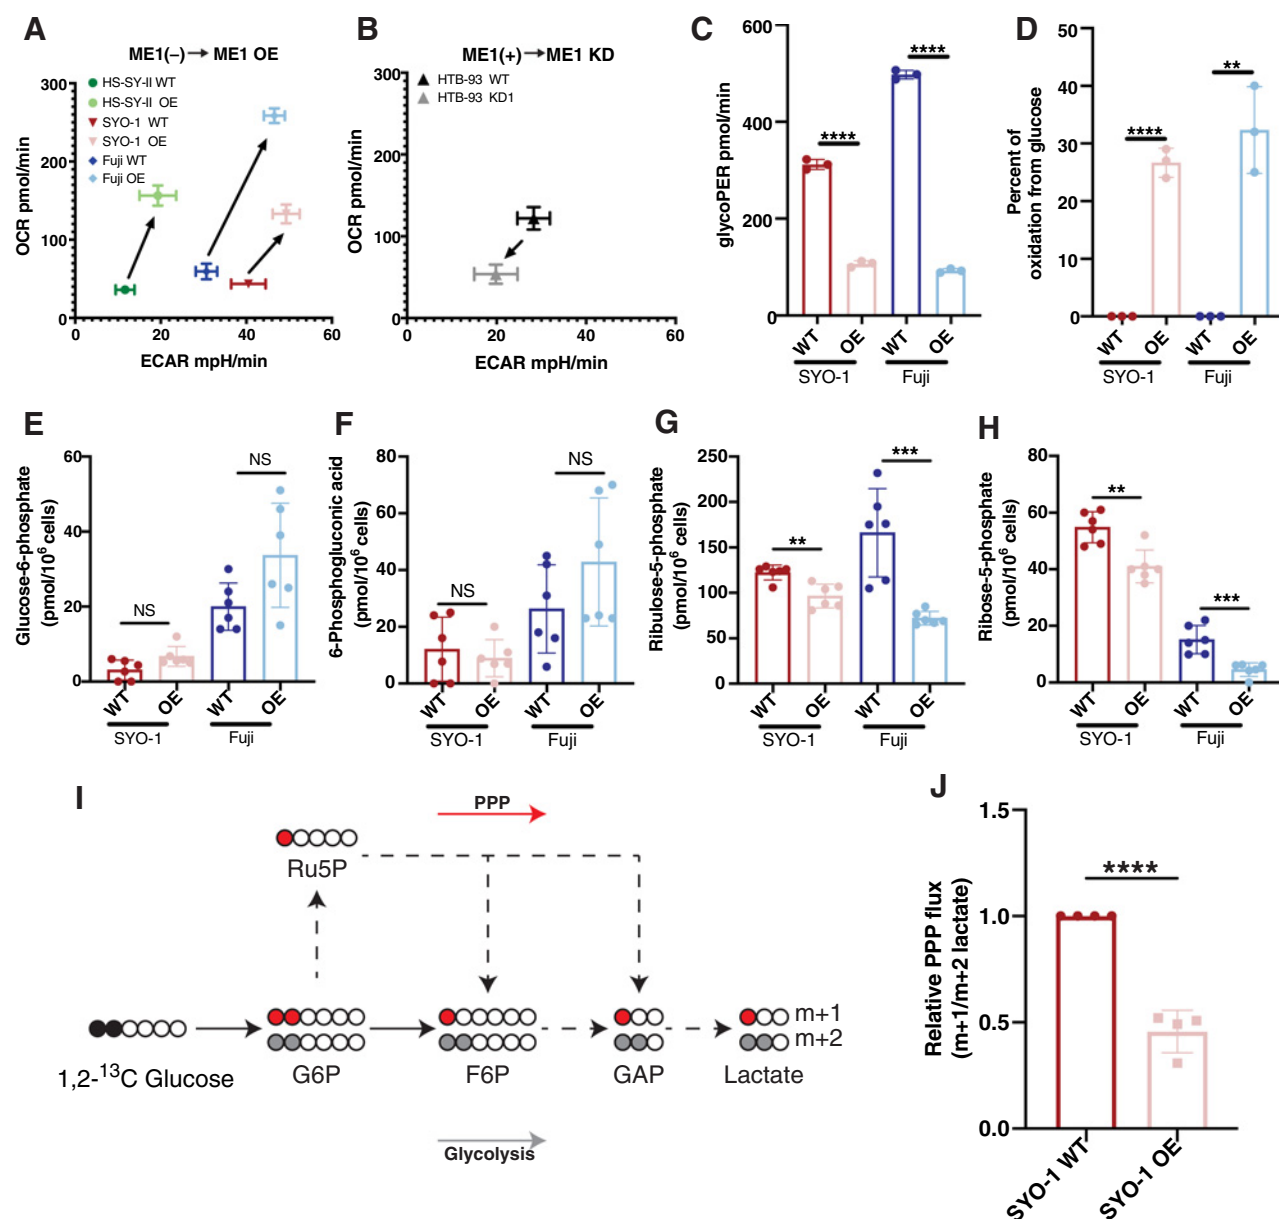 A
ME1(–) → ME1 OE
300
200
100
0
OCR pmol/min
HS-SY-II WT
HS-SY-II OE
SYO-1 WT
SYO-1 OE
Fuji WT
Fuji OE
0 20 40 60
ECAR mpH/min
B
ME1(+) → ME1 KD
300
200
100
0
OCR pmol/min
HTB-93 WT
HTB-93 KD1
0 20 40 60
ECAR mpH/min
C
600
400
200
0
glycoPER pmol/min
**** ****
WT OE WT OE
SYO-1 Fuji
D
50
40
30
20
10
0
Percent of
oxidation from glucose
**** **
WT OE WT OE
SYO-1 Fuji
E
60
40
20
0
Glucose-6-phosphate
(pmol/10⁶ cells)
NS NS
WT OE WT OE
SYO-1 Fuji
F
80
60
40
20
0
6-Phosphogluconic acid
(pmol/10⁶ cells)
NS NS
WT OE WT OE
SYO-1 Fuji
G
250
200
150
100
50
0
Ribulose-5-phosphate
(pmol/10⁶ cells)
** ***
WT OE WT OE
SYO-1 Fuji
H
80
60
40
20
0
Ribose-5-phosphate
(pmol/10⁶ cells)
** ***
WT OE WT OE
SYO-1 Fuji
I
PPP
Ru5P
m+1
m+2
1,2-¹³C Glucose G6P F6P GAP Lactate
Glycolysis
J
1.5
1.0
0.5
0.0
Relative PPP flux
(m+1/m+2 lactate)
****
SYO-1 WT
SYO-1 OE